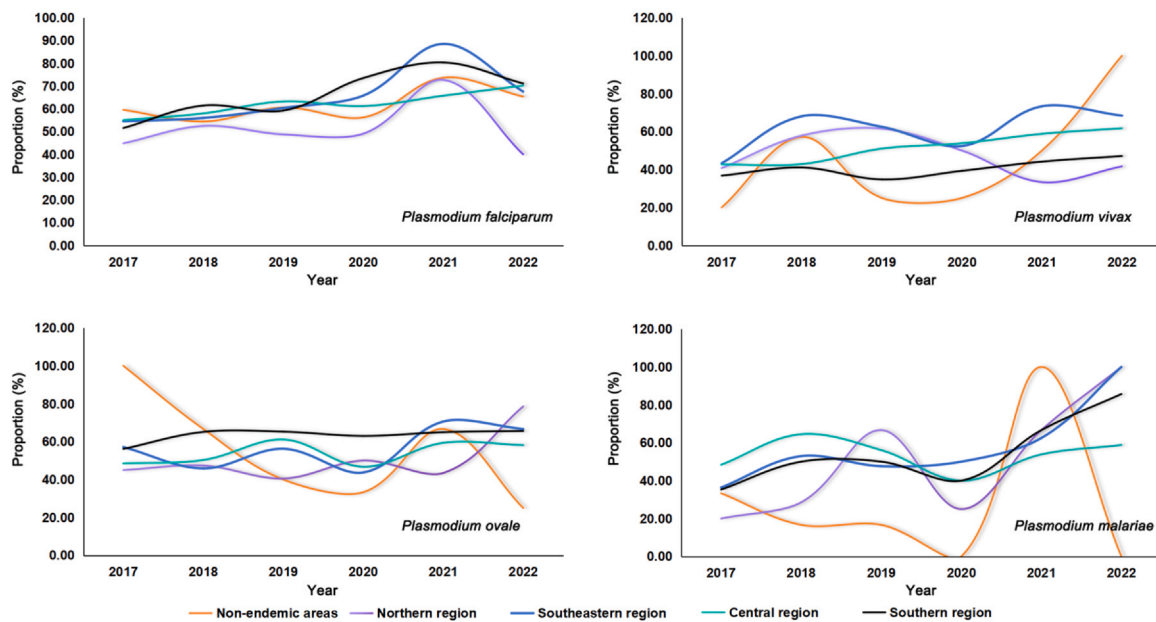 100.00
90.00
80.00
70.00
60.00
50.00
40.00
30.00
20.00
10.00
0.00
Proportion (%)
Plasmodium falciparum
2017 2018 2019 2020 2021 2022
Year
120.00
100.00
80.00
60.00
40.00
20.00
0.00
Proportion (%)
Plasmodium vivax
2017 2018 2019 2020 2021 2022
Year
120.00
100.00
80.00
60.00
40.00
20.00
0.00
Proportion (%)
Plasmodium ovale
2017 2018 2019 2020 2021 2022
Year
120.00
100.00
80.00
60.00
40.00
20.00
0.00
Proportion (%)
Plasmodium malariae
2017 2018 2019 2020 2021 2022
Year
Non-endemic areas Northern region Southeastern region Central region Southern region